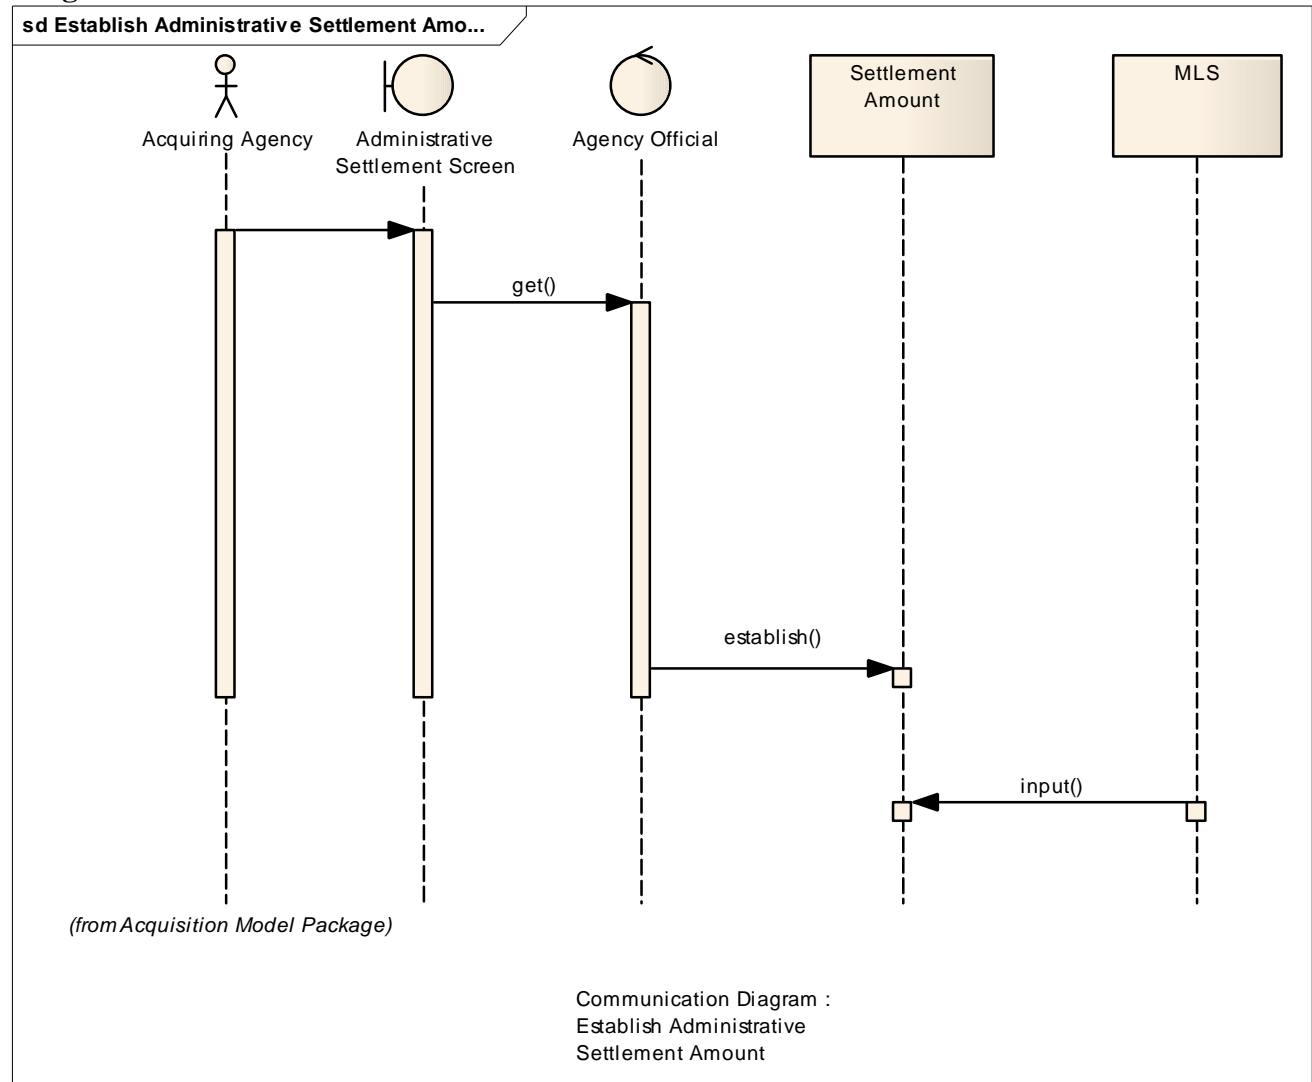 sd Establish Administrative Settlement Amo...
Settlement
Amount
MLS
Acquiring Agency
Administrative
Settlement Screen
Agency Official
get()
establish()
input()
(from Acquisition Model Package)
Communication Diagram :
Establish Administrative
Settlement Amount